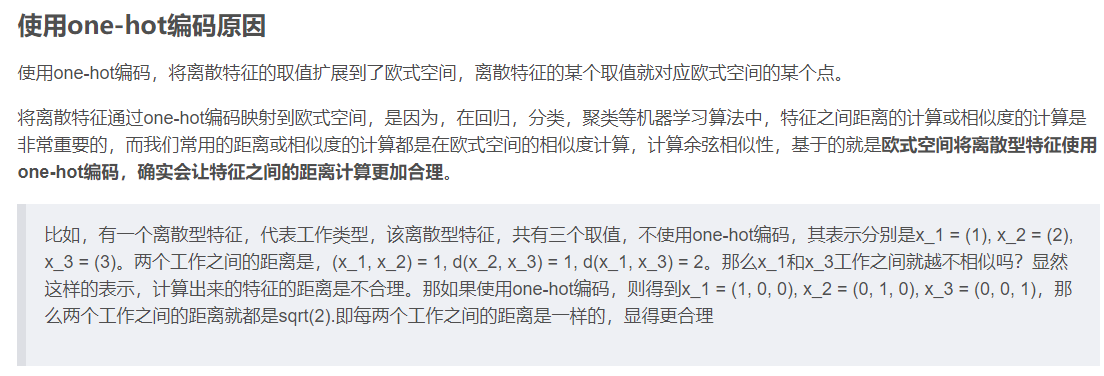 使用one-hot编码原因
使用one-hot编码，将离散特征的取值扩展到了欧式空间，离散特征的某个取值就对应欧式空间的某个点。
将离散特征通过one-hot编码映射到欧式空间，是因为，在回归，分类，聚类等机器学习算法中，特征之间距离的计算或相似度的计算是
非常重要的，而我们常用的距离或相似度的计算都是在欧式空间的相似度计算，计算余弦相似性，基于的就是欧式空间将离散型特征使用
one-hot编码，确实会让特征之间的距离计算更加合理。
比如，有一个离散型特征，代表工作类型，该离散型特征，共有三个取值，不使用one-hot编码，其表示分别是x_1 = (1), x_2 = (2),
x_3 = (3)。两个工作之间的距离是，(x_1, x_2) = 1, d(x_2, x_3) = 1, d(x_1, x_3) = 2。那么x_1和x_3工作之间就越不相似吗？显然
这样的表示，计算出来的特征的距离是不合理。那如果使用one-hot编码，则得到x_1 = (1, 0, 0), x_2 = (0, 1, 0), x_3 = (0, 0, 1)，那
么两个工作之间的距离就都是sqrt(2).即每两个工作之间的距离是一样的，显得更合理